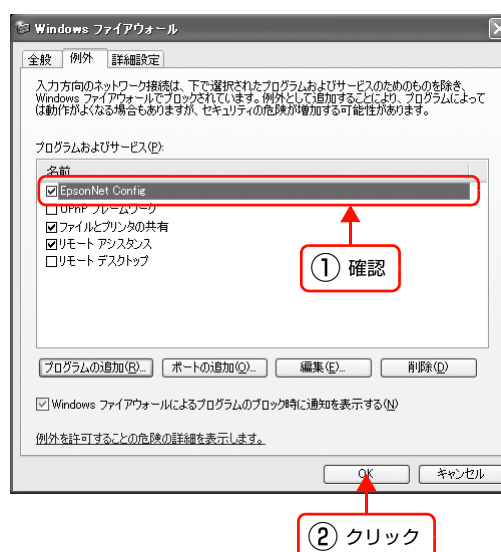 Windows ファイアウォール
全般 例外 詳細設定
入力方向のネットワーク接続は、下で選択されたプログラムおよびサービスのためのものを除き、
Windows ファイアウォールでブロックされています。例外として追加することにより、プログラムによって
は動作がよくなる場合もありますが、セキュリティの危険が増加する可能性があります。
プログラムおよびサービス(P):
名前
EpsonNet Config
UPnP フレームワーク
ファイルとプリンタの共有
リモート アシスタンス
リモート デスクトップ
① 確認
プログラムの追加(R)... ポートの追加(O)... 編集(E)... 削除(D)
Windows ファイアウォールによるプログラムのブロック時に通知を表示する(N)
例外を許可することの危険の詳細を表示します。
OK キャンセル
② クリック